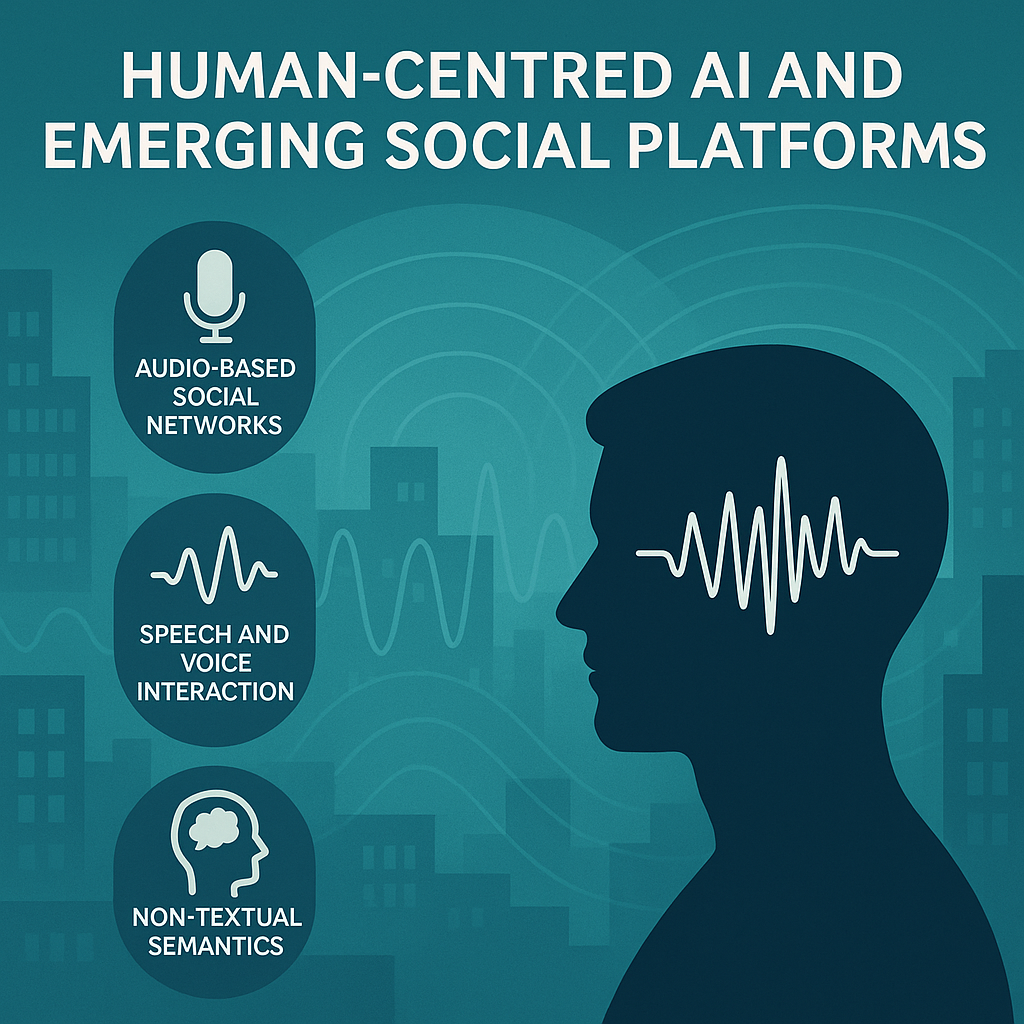 HUMAN-CENTRED AI AND
EMERGING SOCIAL PLATFORMS
AUDIO-BASED
SOCIAL
NETWORKS
SPEECH AND
VOICE
INTERACTION
NON-TEXTUAL
SEMANTICS